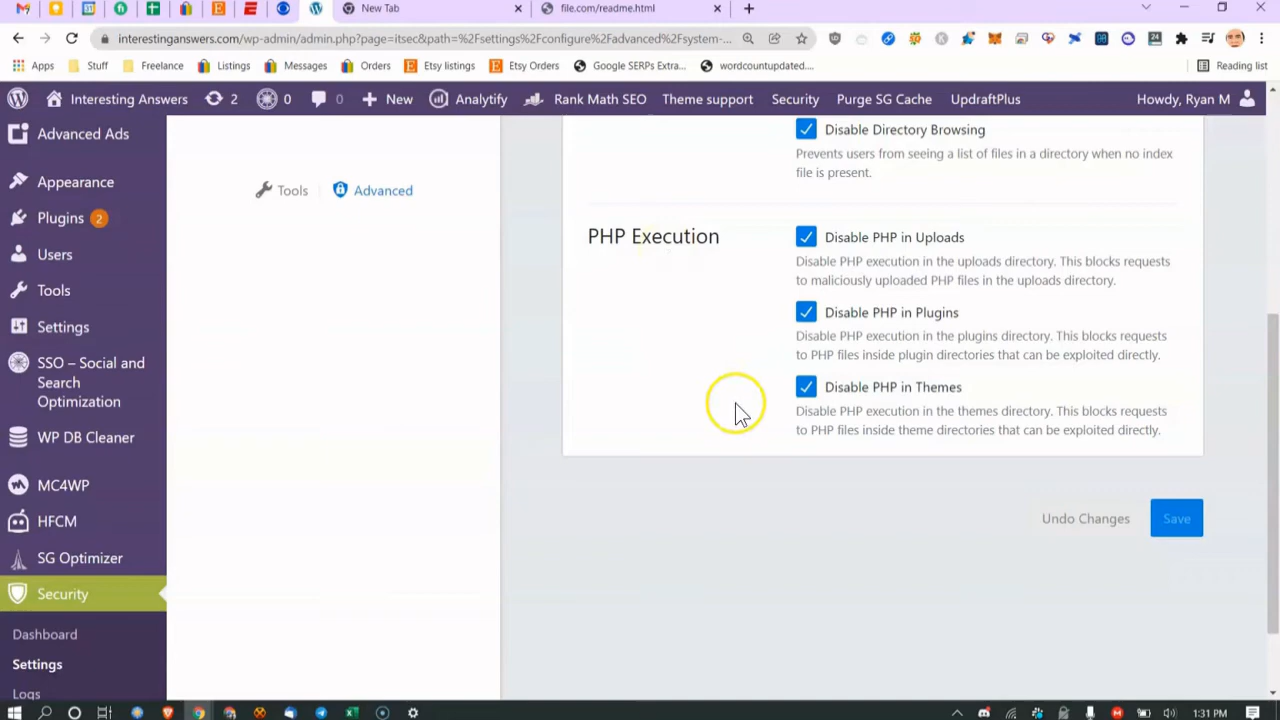 New Tab
file.com/readme.html
interestinganswers.com/wp-admin/admin.php?page=itsec&path=%2Fsettings%2Fconfigure%2Fadvanced%2Fsystem-...
Apps
Stuff
Freelance
Listings
Messages
Orders
Etsy listings
Etsy Orders
Google SERPs Extra...
wordcountupdated....
Reading list
Interesting Answers
2
0
0
New
Analytify
Rank Math SEO
Theme support
Security
Purge SG Cache
UpdraftPlus
Howdy, Ryan M
Advanced Ads
Appearance
Plugins 2
Users
Tools
Settings
SSO – Social and
Search
Optimization
WP DB Cleaner
MC4WP
HFCM
SG Optimizer
Security
Dashboard
Settings
Logs
Tools
Advanced
Disable Directory Browsing
Prevents users from seeing a list of files in a directory when no index
file is present.
PHP Execution
Disable PHP in Uploads
Disable PHP execution in the uploads directory. This blocks requests
to maliciously uploaded PHP files in the uploads directory.
Disable PHP in Plugins
Disable PHP execution in the plugins directory. This blocks requests
to PHP files inside plugin directories that can be exploited directly.
Disable PHP in Themes
Disable PHP execution in the themes directory. This blocks requests
to PHP files inside theme directories that can be exploited directly.
Undo Changes
Save
1:31 PM